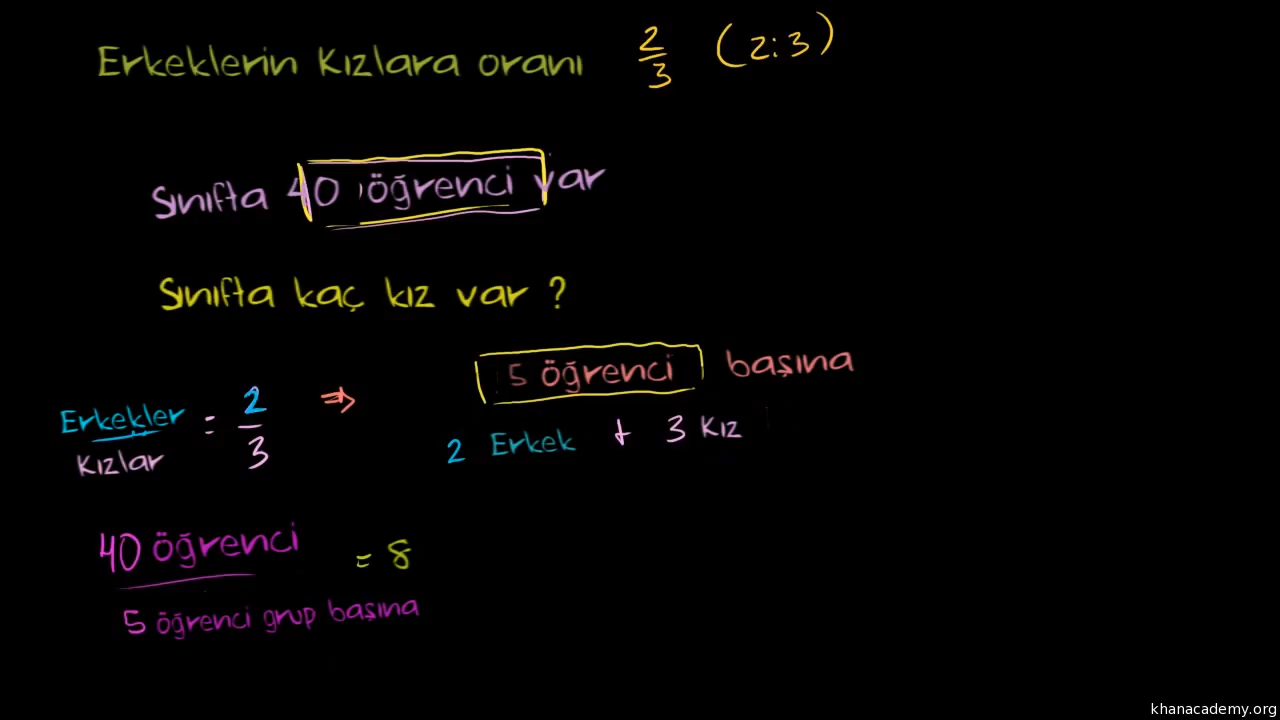 Erkeklerin Kızlara oranı 2/3 (2:3)
Sınıfta 40 öğrenci var
Sınıfta kaç kız var ?
5 öğrenci başına
Erkekler / Kızlar = 2/3 ⇒ 2 Erkek + 3 Kız
40 öğrenci / 5 öğrenci grup başına = 8
khanacademy.org